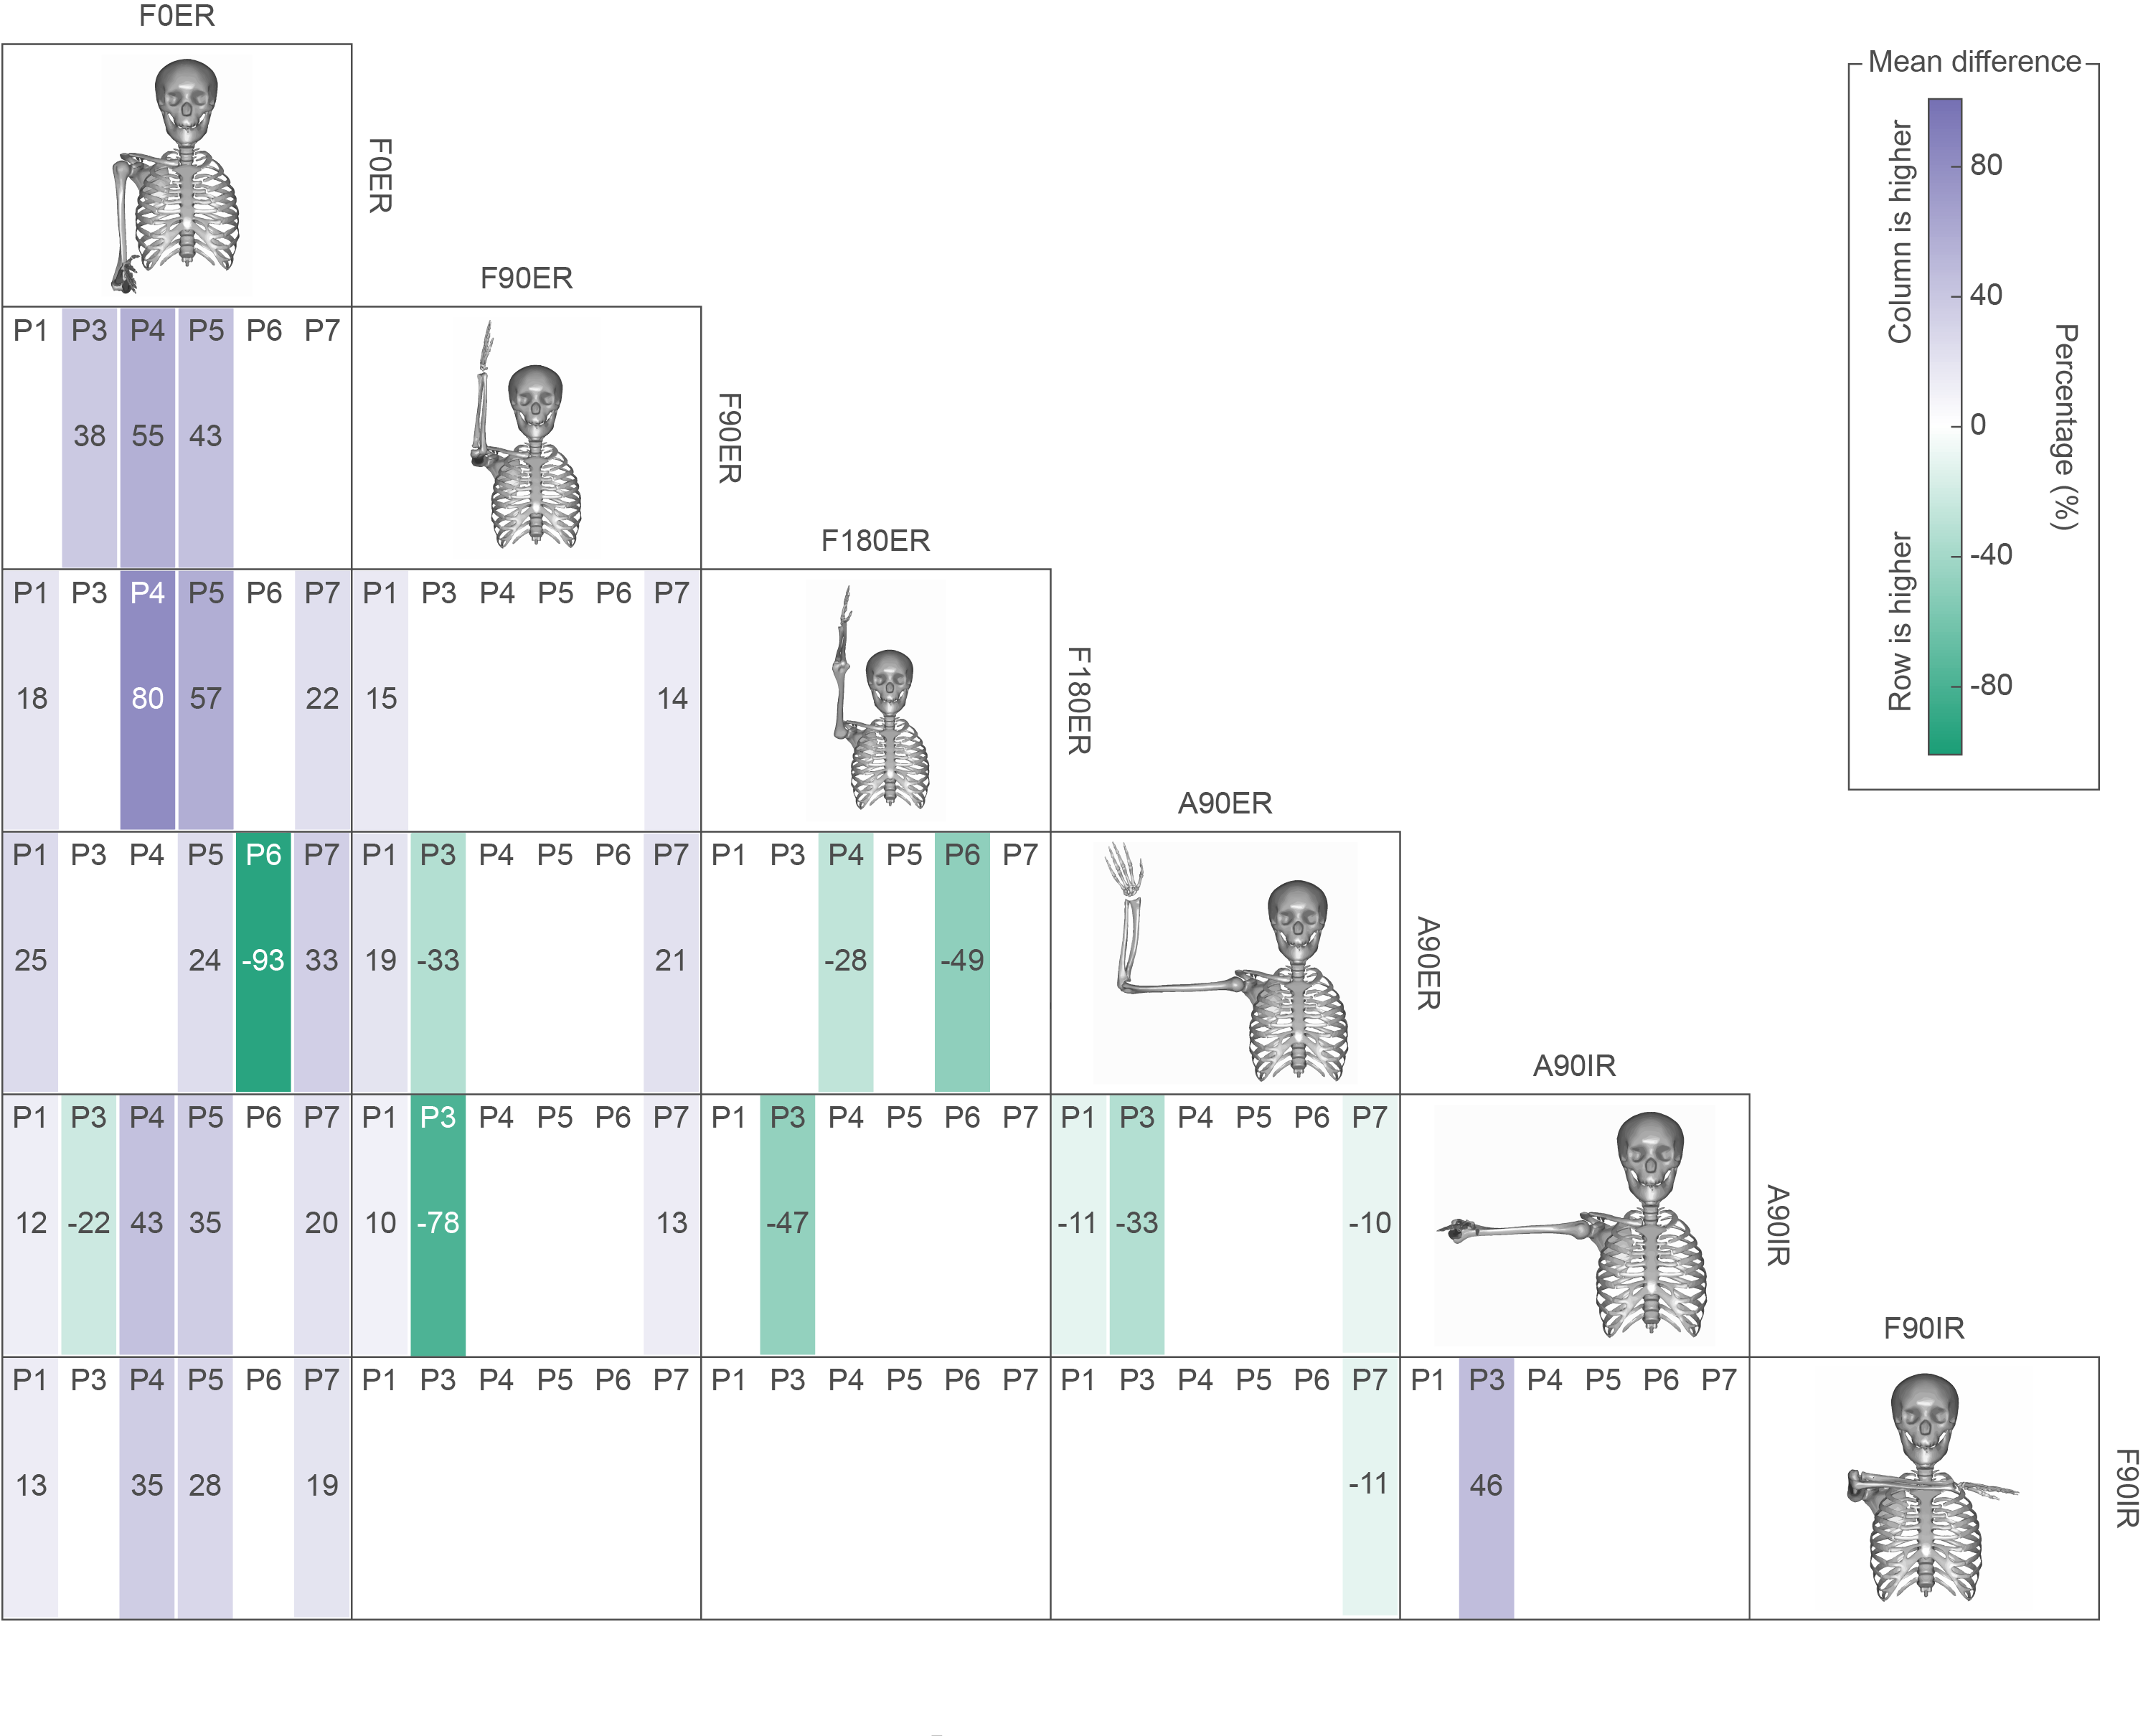 F0ER
Mean difference
F0ER
Column is higher
Row is higher
80
40
0
-40
-80
Percentage (%)
F90ER
P1 P3 P4 P5 P6 P7
38 55 43
F90ER
F180ER
P1 P3 P4 P5 P6 P7 P1 P3 P4 P5 P6 P7
18 80 57 22 15 14
F180ER
A90ER
P1 P3 P4 P5 P6 P7 P1 P3 P4 P5 P6 P7 P1 P3 P4 P5 P6 P7
25 24 -93 33 19 -33 21 -28 -49
A90ER
A90IR
P1 P3 P4 P5 P6 P7 P1 P3 P4 P5 P6 P7 P1 P3 P4 P5 P6 P7 P1 P3 P4 P5 P6 P7
12 -22 43 35 20 10 -78 13 -47 -11 -33 -10
A90IR
F90IR
P1 P3 P4 P5 P6 P7 P1 P3 P4 P5 P6 P7 P1 P3 P4 P5 P6 P7 P1 P3 P4 P5 P6 P7 P1 P3 P4 P5 P6 P7
13 35 28 19 -11 46
F90IR